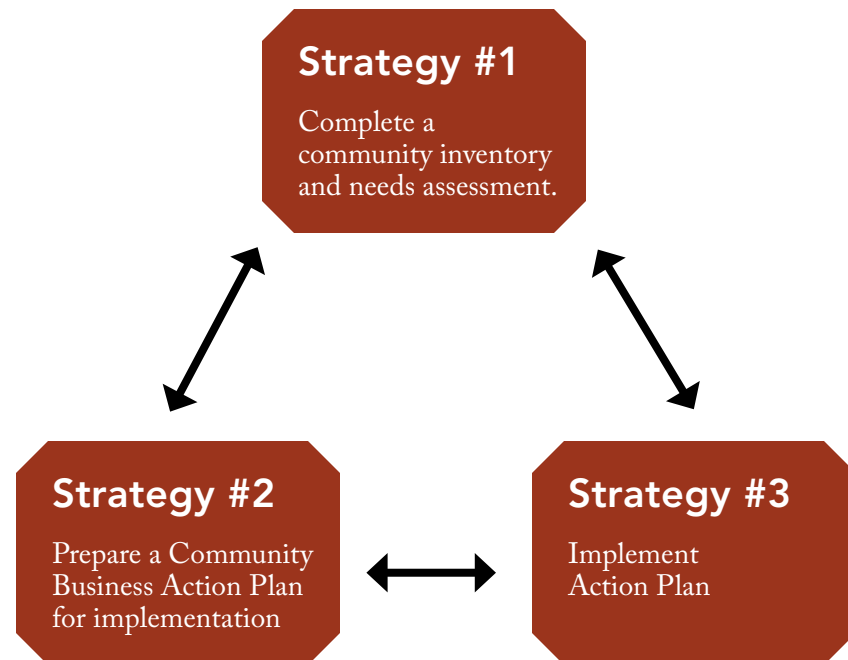 Strategy #1
Complete a
community inventory
and needs assessment.
Strategy #2
Prepare a Community
Business Action Plan
for implementation
Strategy #3
Implement
Action Plan